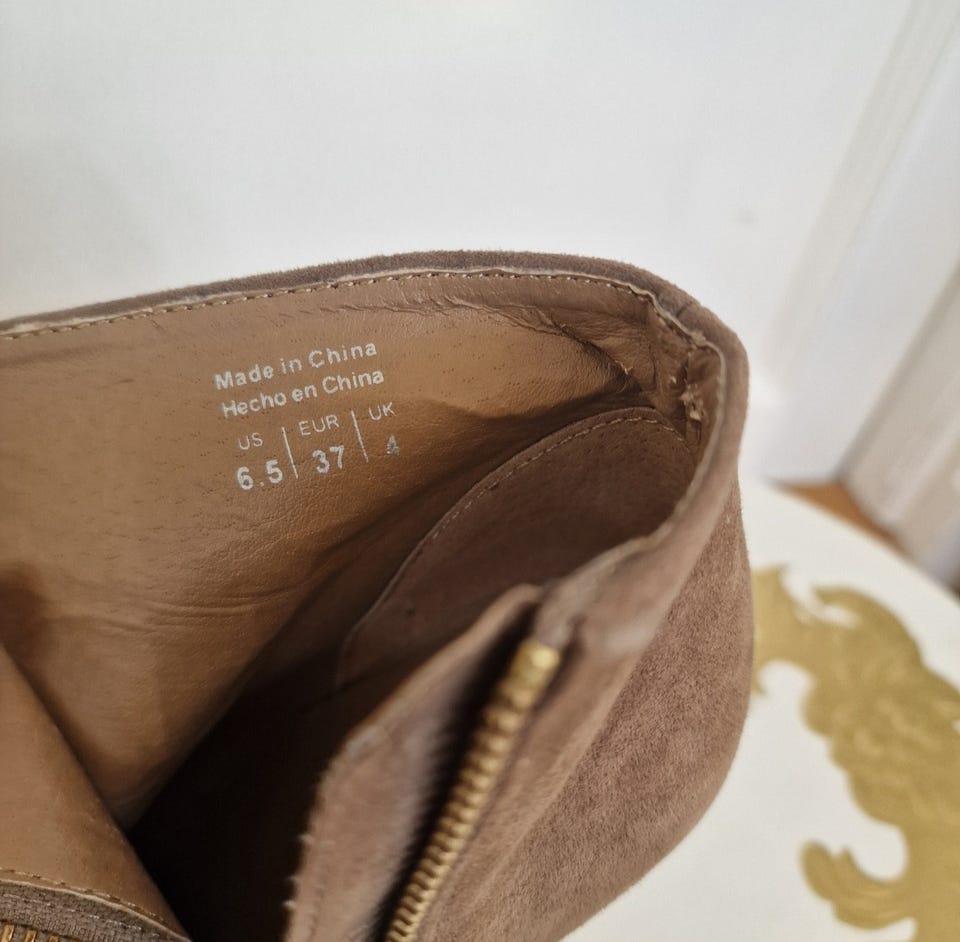 Made in China
Hecho en China
US | EUR | UK
6.5 | 37 | 4